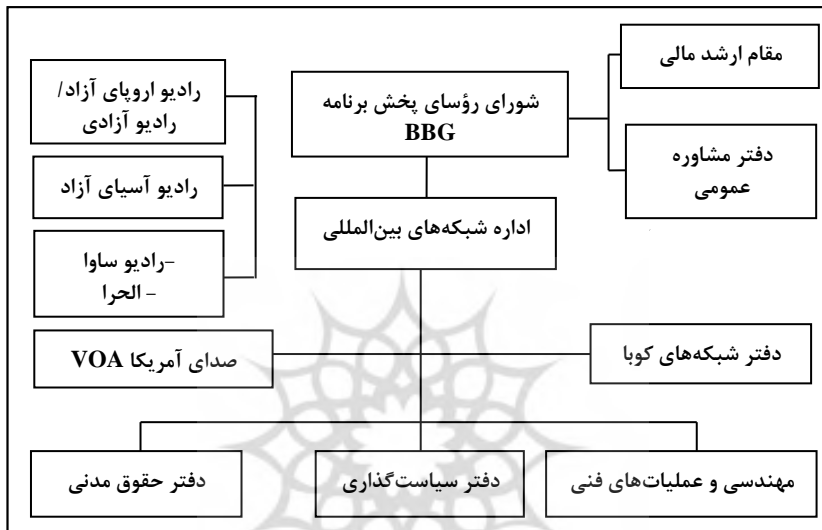 مقام ارشد مالی
شورای رؤسای پخش برنامه
BBG
رادیو اروپای آزاد/
رادیو آزادی
دفتر مشاوره
عمومی
رادیو آسیای آزاد
اداره شبکه‌های بین‌المللی
–رادیو ساوا
– الحرا
دفتر شبکه‌های کوبا
صدای آمریکا VOA
مهندسی و عملیات‌های فنی
دفتر سیاست‌گذاری
دفتر حقوق مدنی